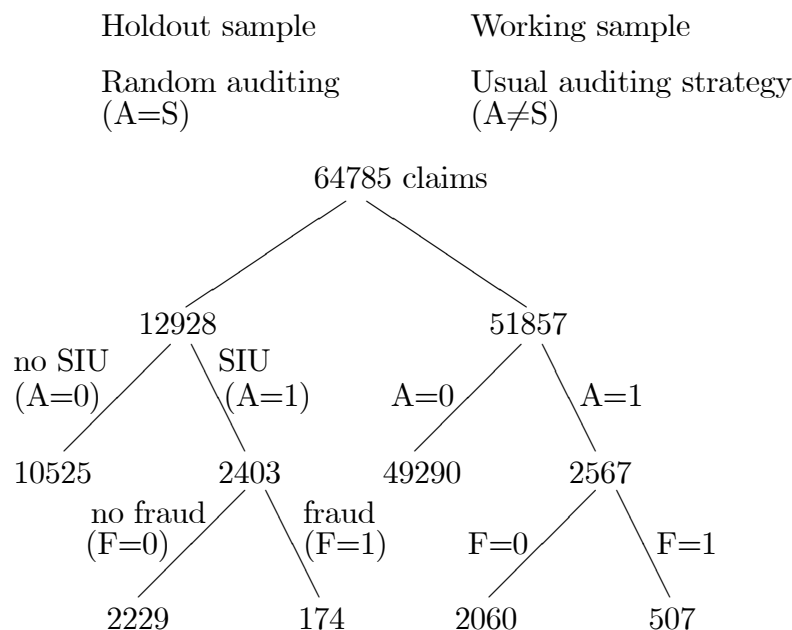 Holdout sample
Working sample
Random auditing
(A=S)
Usual auditing strategy
(A≠S)
64785 claims
12928
51857
no SIU
(A=0)
SIU
(A=1)
A=0
A=1
10525
2403
49290
2567
no fraud
(F=0)
fraud
(F=1)
F=0
F=1
2229
174
2060
507